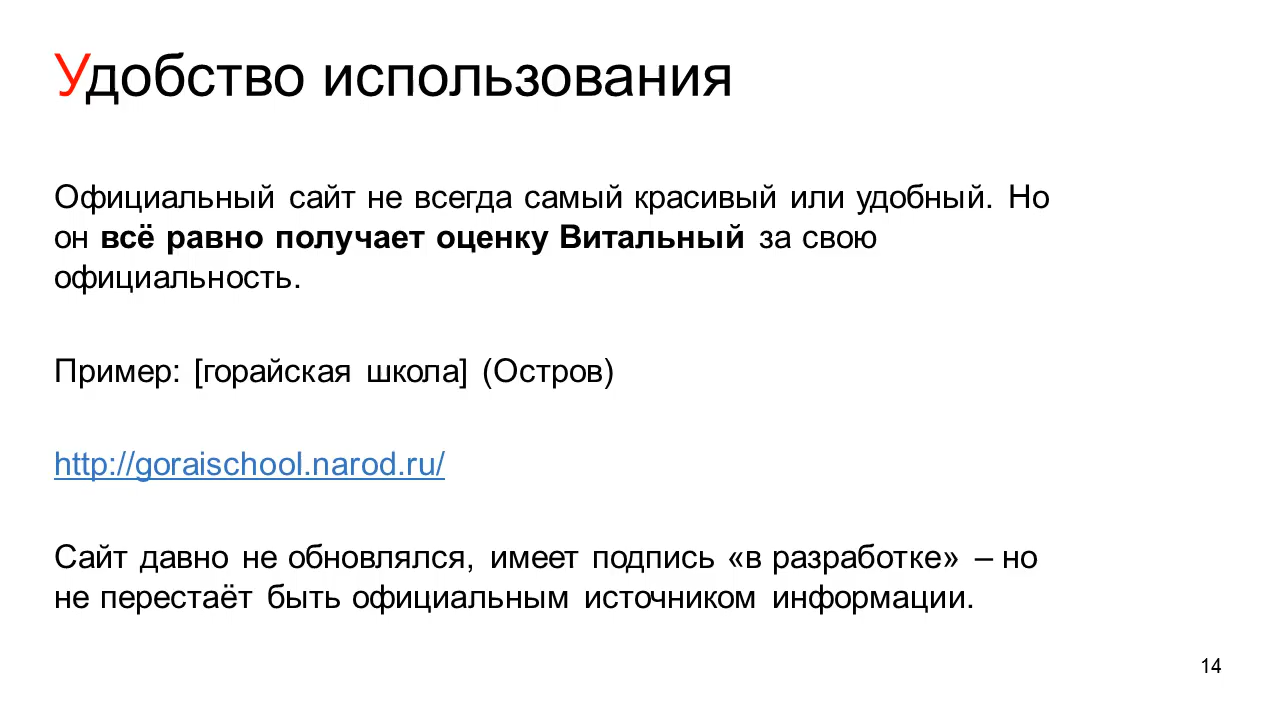 Удобство использования
Официальный сайт не всегда самый красивый или удобный. Но
он всё равно получает оценку Витальный за свою
официальность.
Пример: [горайская школа] (Остров)
http://goraischool.narod.ru/
Сайт давно не обновлялся, имеет подпись «в разработке» – но
не перестаёт быть официальным источником информации.
14